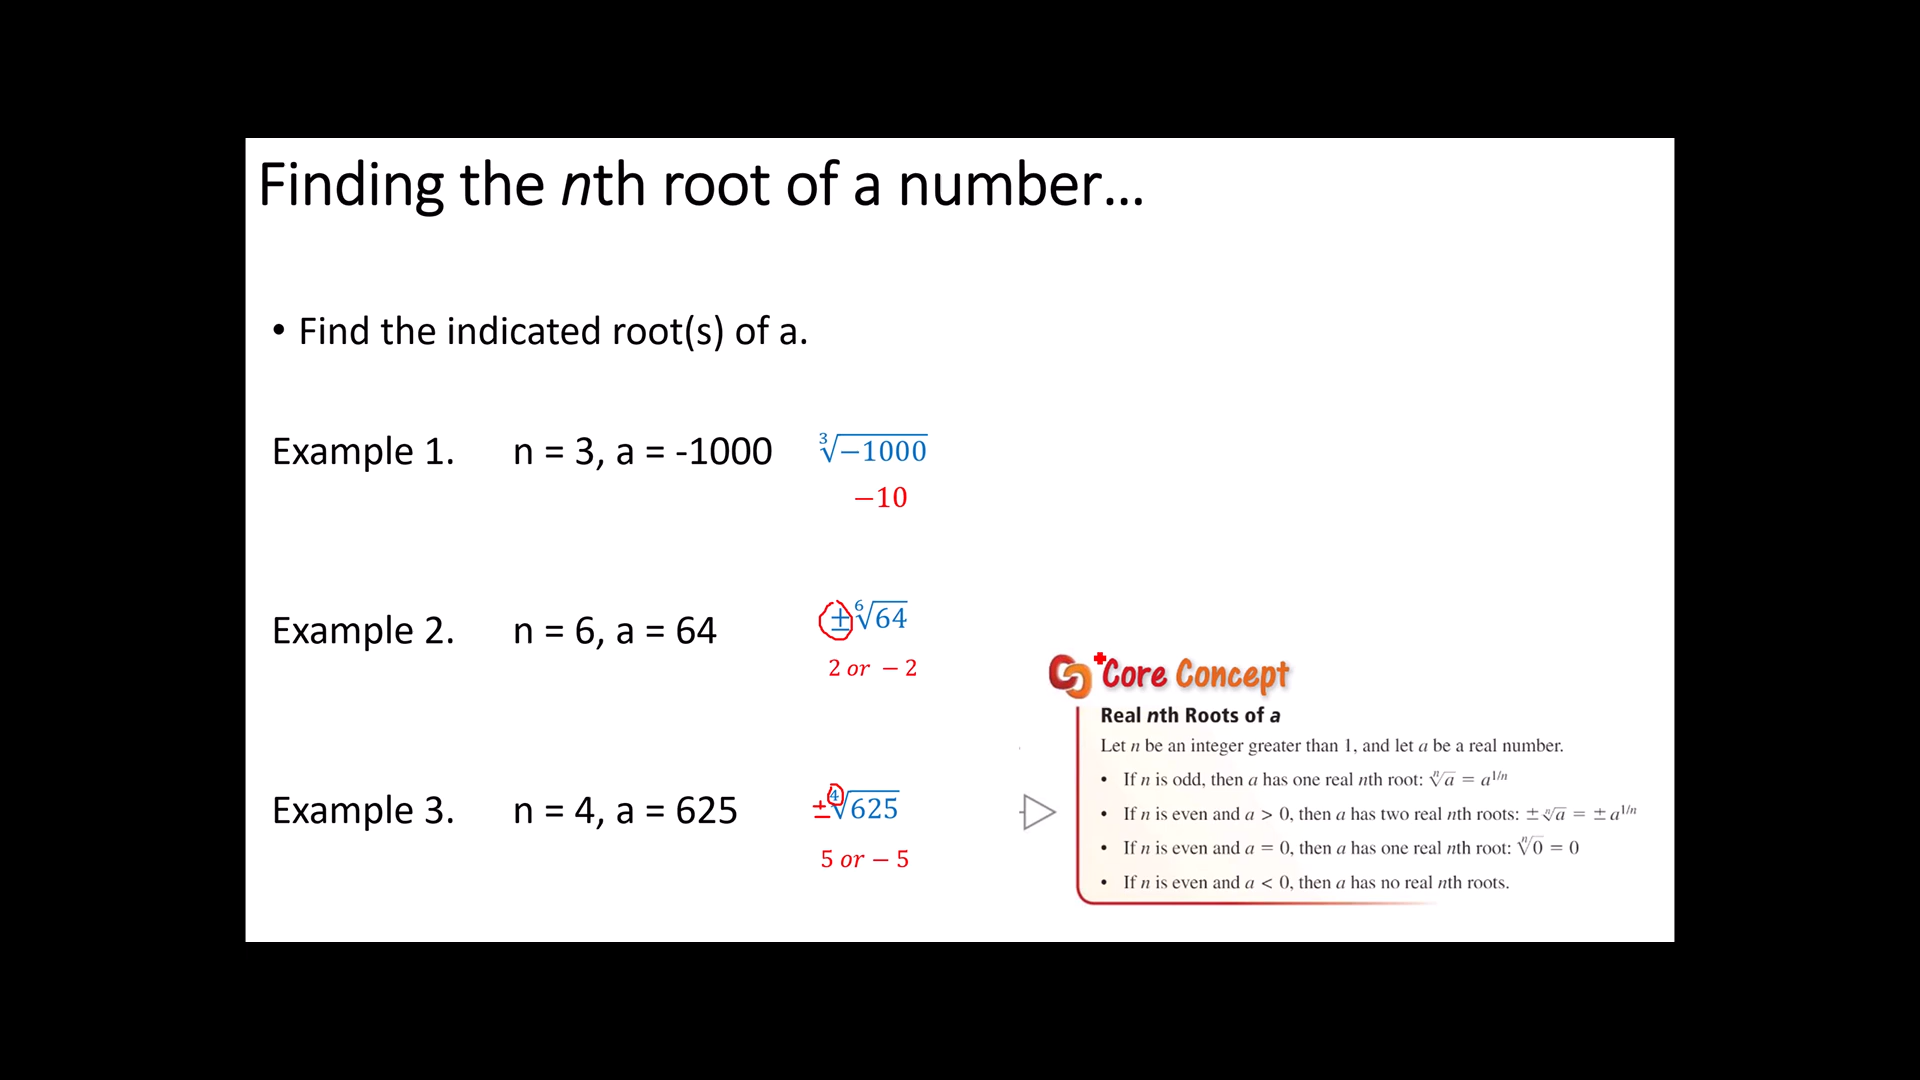 Finding the nth root of a number...
• Find the indicated root(s) of a.
Example 1. n = 3, a = -1000 ∛−1000
−10
Example 2. n = 6, a = 64 ±⁶√64
2 or − 2
Example 3. n = 4, a = 625 ±⁴√625
5 or − 5
Core Concept
Real nth Roots of a
Let n be an integer greater than 1, and let a be a real number.
• If n is odd, then a has one real nth root: ⁿ√a = a^1/n
• If n is even and a > 0, then a has two real nth roots: ± ⁿ√a = ± a^1/n
• If n is even and a = 0, then a has one real nth root: ⁿ√0 = 0
• If n is even and a < 0, then a has no real nth roots.